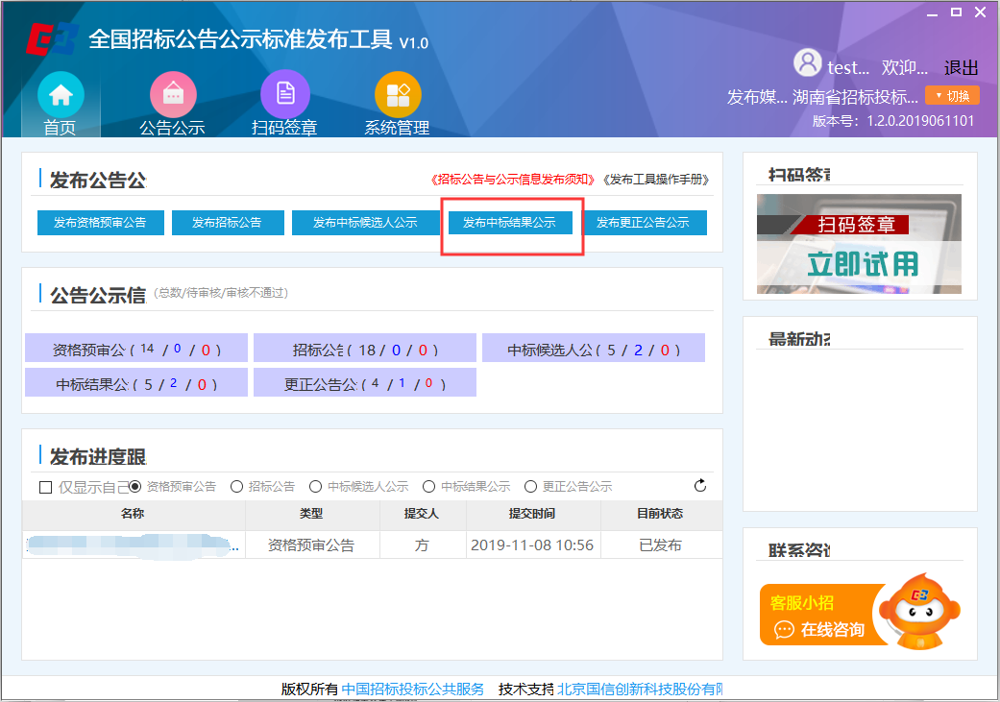 全国招标公告公示标准发布工具 V1.0
test... 欢迎... 退出
发布媒... 湖南省招标投标... 切换
版本号: 1.2.0.2019061101
首页 公告公示 扫码签章 系统管理
发布公告公
《招标公告与公示信息发布须知》 《发布工具操作手册》
发布资格预审公告 发布招标公告 发布中标候选人公示 发布中标结果公示 发布更正公告公示
公告公示信 (总数/待审核/审核不通过)
资格预审公 ( 14 / 0 / 0 ) 招标公告 ( 18 / 0 / 0 ) 中标候选人公 ( 5 / 2 / 0 )
中标结果公 ( 5 / 2 / 0 ) 更正公告公 ( 4 / 1 / 0 )
发布进度跟
仅显示自己 资格预审公告 招标公告 中标候选人公示 中标结果公示 更正公告公示
名称 类型 提交人 提交时间 目前状态
... 资格预审公告 方 2019-11-08 10:56 已发布
扫码签章
扫码签章
立即试用
最新动态
联系咨询
客服小招
在线咨询
版权所有 中国招标投标公共服务 技术支持 北京国信创新科技股份有限